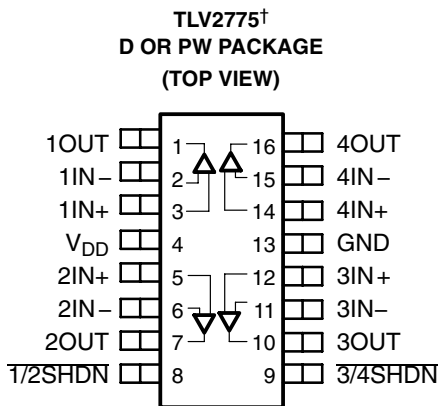 TLV2775†
D OR PW PACKAGE
(TOP VIEW)
1OUT 1 16 4OUT
1IN− 2 15 4IN−
1IN+ 3 14 4IN+
VDD 4 13 GND
2IN+ 5 12 3IN+
2IN− 6 11 3IN−
2OUT 7 10 3OUT
1/2SHDN 8 9 3/4SHDN